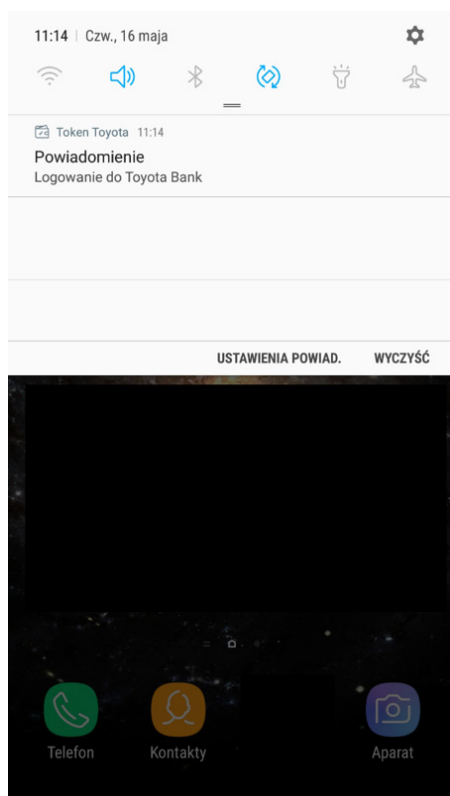 11:14 | Czw., 16 maja
Token Toyota 11:14
Powiadomienie
Logowanie do Toyota Bank
USTAWIENIA POWIAD. WYCZYŚĆ
Telefon Kontakty Aparat